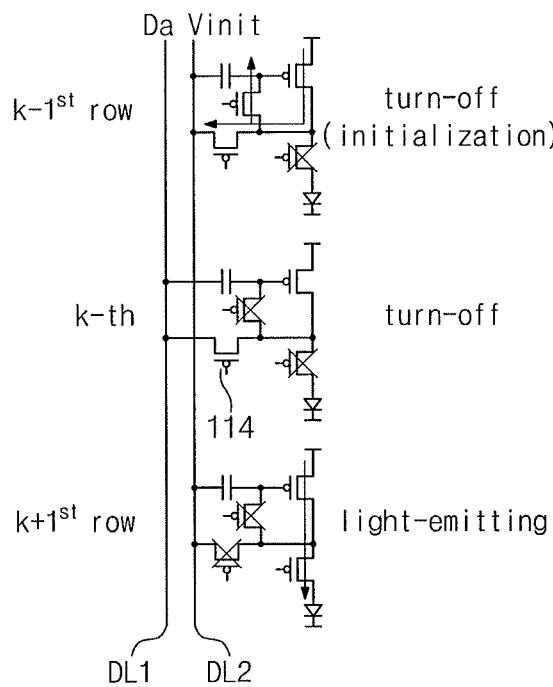 Da Vinit
k-1st row
turn-off
(initialization)
k-th
turn-off
114
k+1st row
light-emitting
DL1 DL2